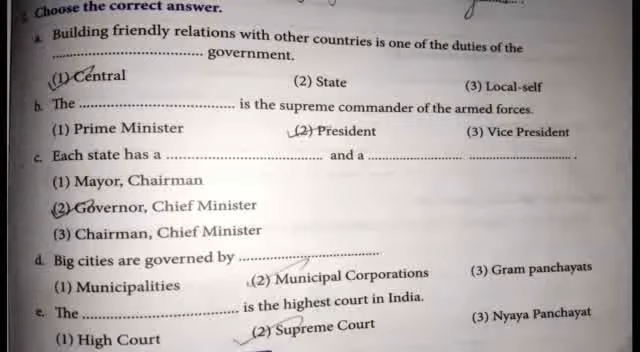 Choose the correct answer.
a. Building friendly relations with other countries is one of the duties of the
.......................................... government.
(1) Central (2) State (3) Local-self
b. The .......................................... is the supreme commander of the armed forces.
(1) Prime Minister (2) President (3) Vice President
c. Each state has a .......................................... and a .......................... ............................ .
(1) Mayor, Chairman
(2) Governor, Chief Minister
(3) Chairman, Chief Minister
d. Big cities are governed by ..........................................
(1) Municipalities (2) Municipal Corporations (3) Gram panchayats
e. The .......................................... is the highest court in India.
(1) High Court (2) Supreme Court (3) Nyaya Panchayat